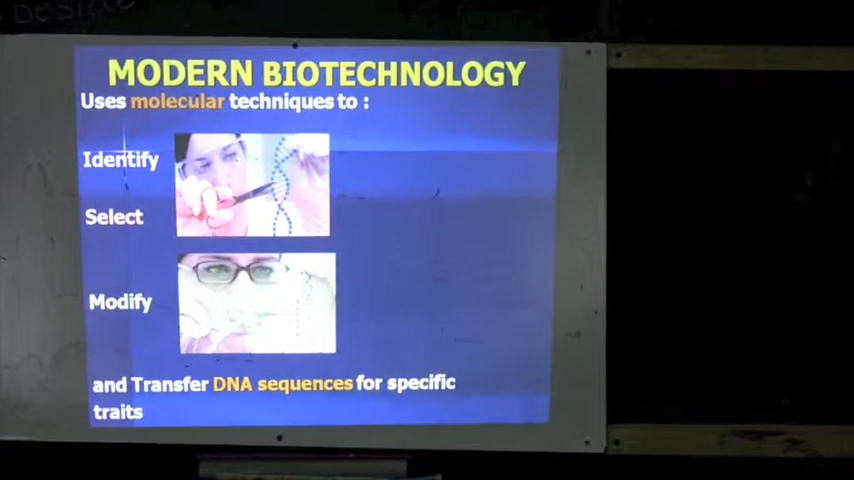 MODERN BIOTECHNOLOGY
Uses molecular techniques to :
Identify
Select
Modify
and Transfer DNA sequences for specific
traits